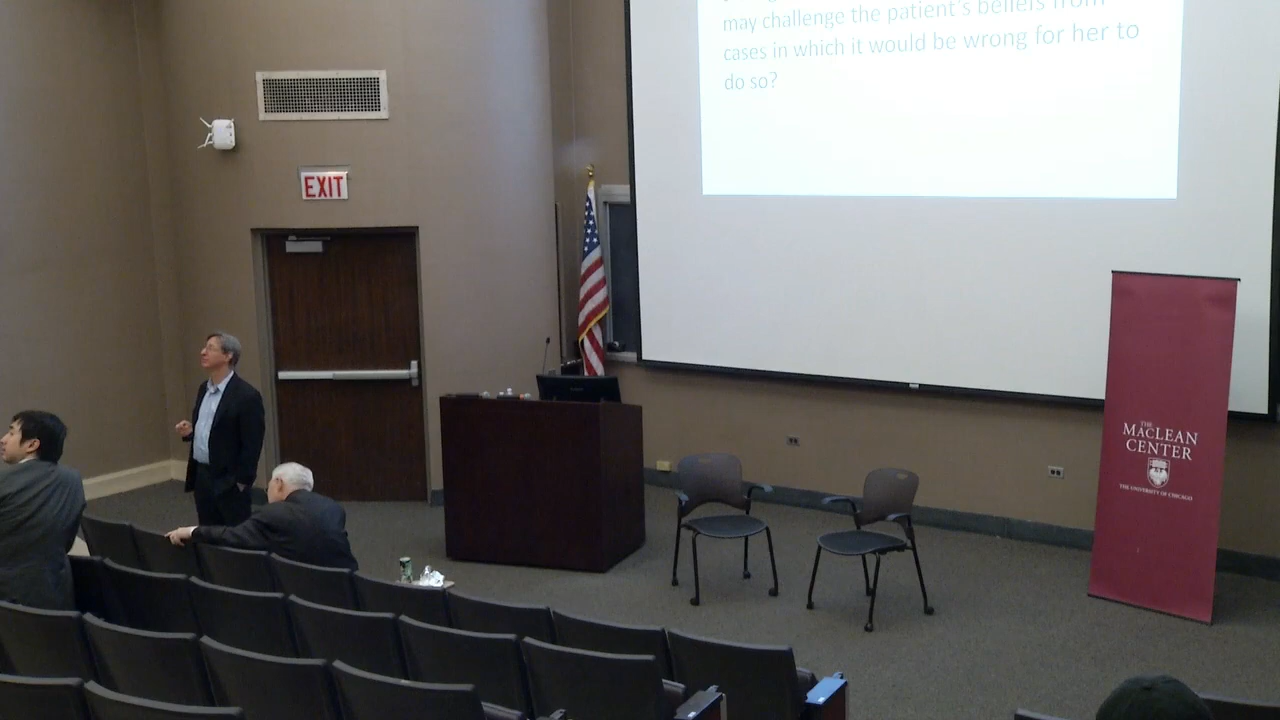 may challenge the patient's beliefs from
cases in which it would be wrong for her to
do so?
EXIT
THE
MACLEAN
CENTER
THE UNIVERSITY OF CHICAGO